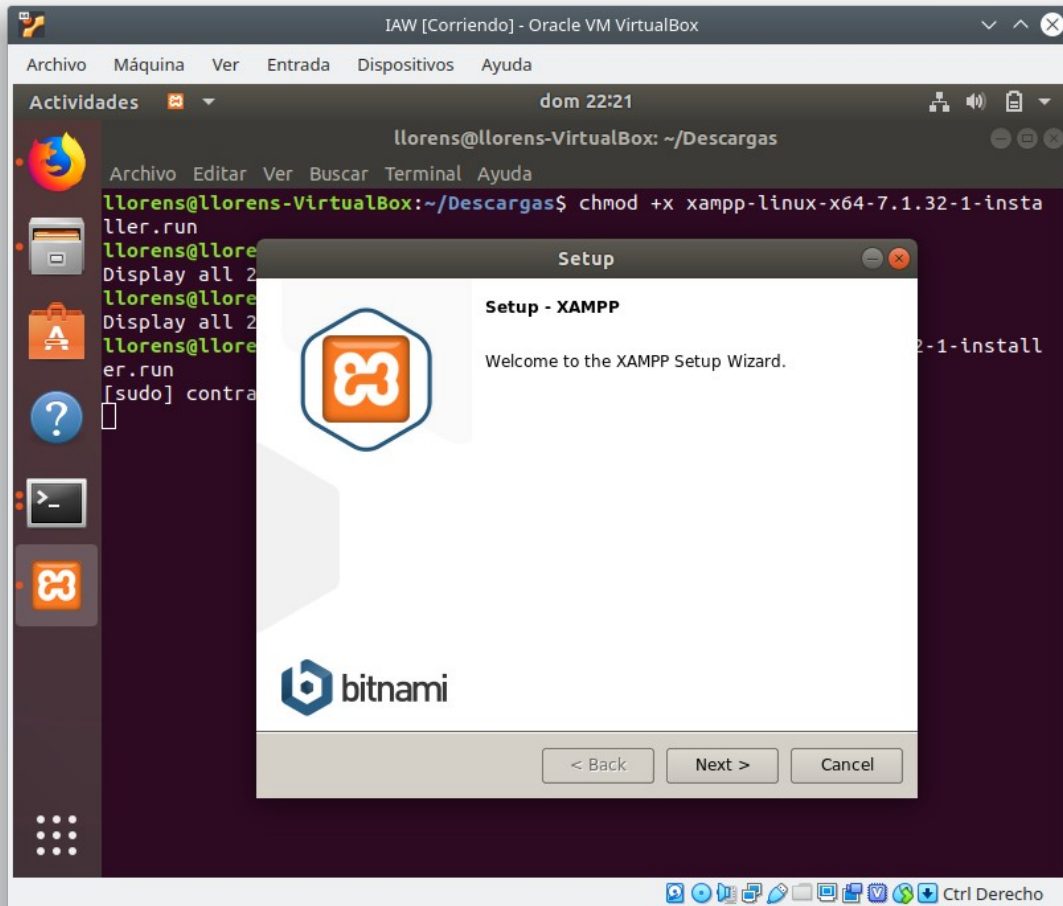 IAW [Corriendo] - Oracle VM VirtualBox
Archivo Máquina Ver Entrada Dispositivos Ayuda
Actividades dom 22:21
llorens@llorens-VirtualBox: ~/Descargas
Archivo Editar Ver Buscar Terminal Ayuda
llorens@llorens-VirtualBox:~/Descargas$ chmod +x xampp-linux-x64-7.1.32-1-insta
ller.run
llorens@llore
Display all 2
llorens@llore
Display all 2
llorens@llore 2-1-install
er.run
[sudo] contra
Setup
Setup - XAMPP
Welcome to the XAMPP Setup Wizard.
bitnami
< Back Next > Cancel
Ctrl Derecho